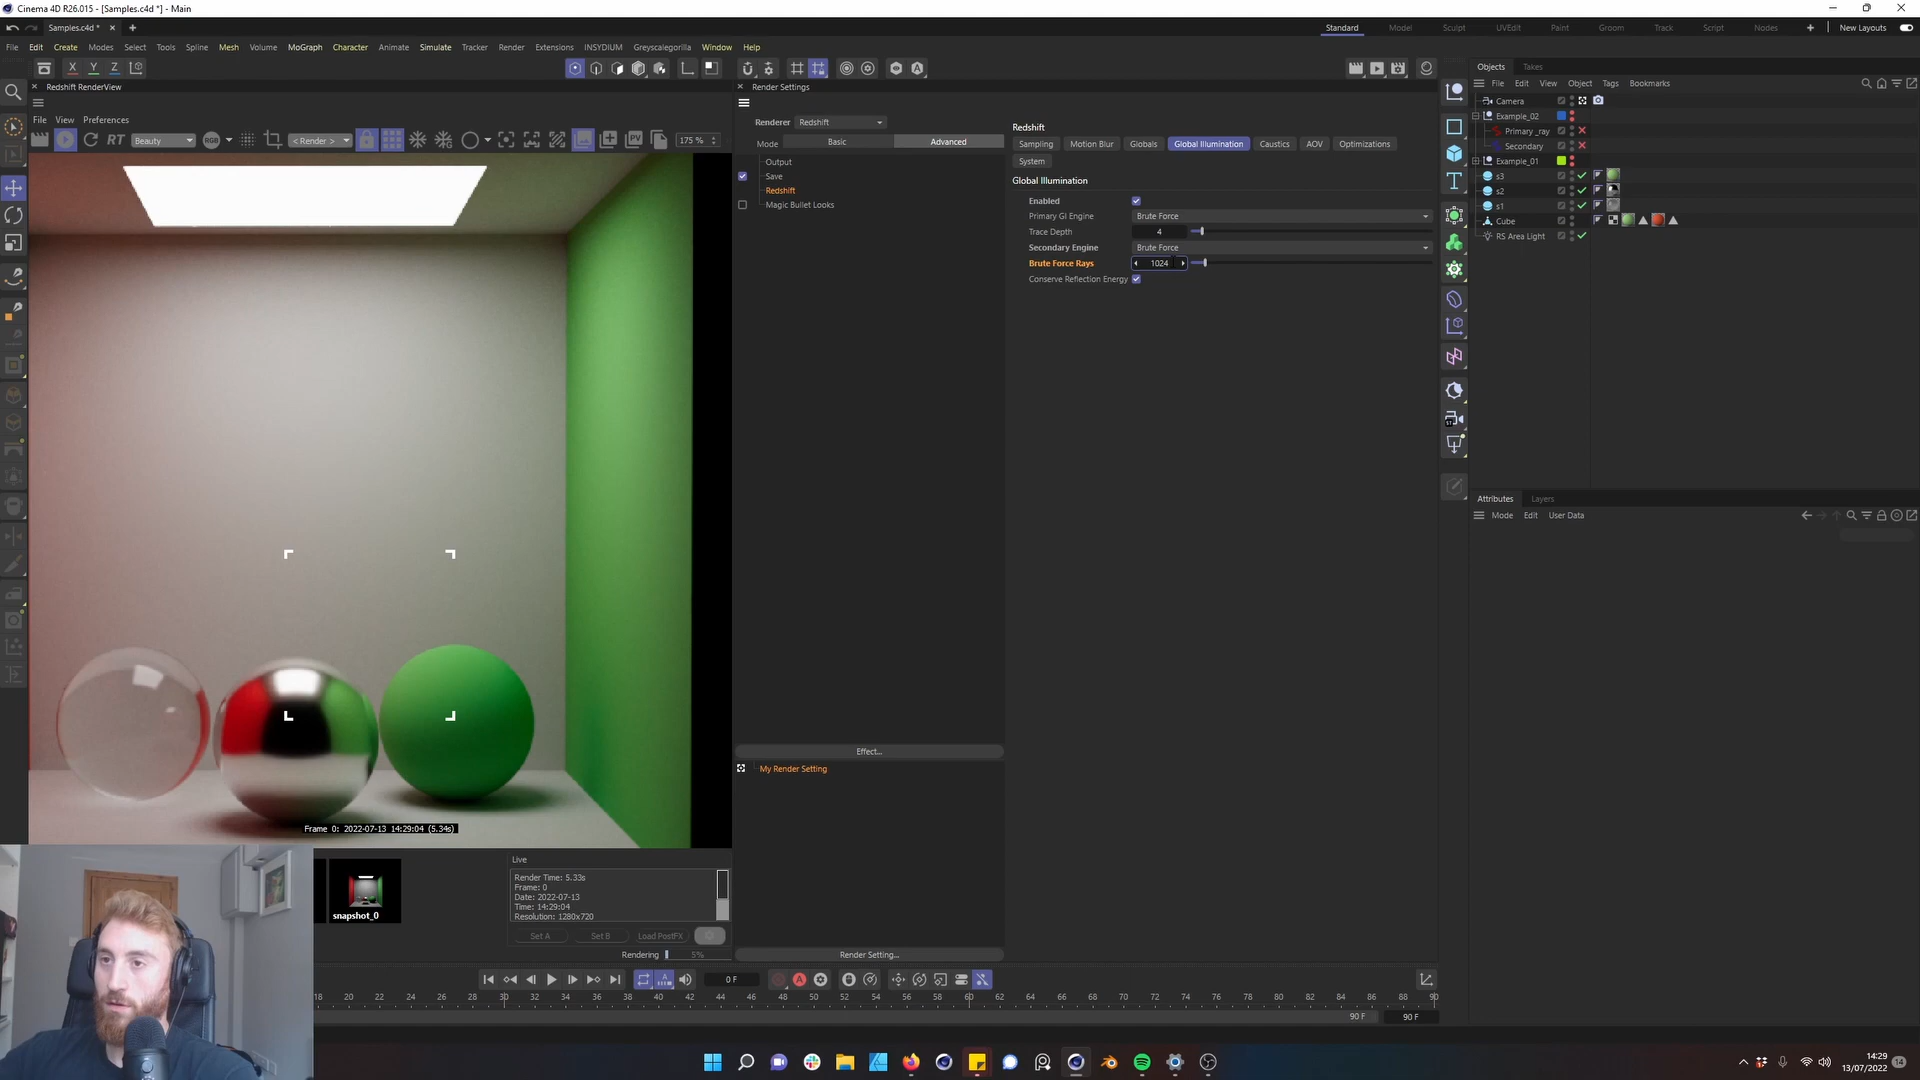 Cinema 4D R26.015 - [Samples.c4d *] - Main
Samples.c4d *
Standard
Model
Sculpt
UVEdit
Paint
Groom
Track
Script
Nodes
New Layouts
File
Edit
Create
Modes
Select
Tools
Spline
Mesh
Volume
MoGraph
Character
Animate
Simulate
Tracker
Render
Extensions
INSYDIUM
Greyscalegorilla
Window
Help
X
Y
Z
Redshift RenderView
File
View
Preferences
RT
Beauty
RGB
< Render >
PV
175 %
Render Settings
Renderer
Redshift
Mode
Basic
Advanced
Output
Save
Redshift
Magic Bullet Looks
Effect...
My Render Setting
Render Setting...
Redshift
Sampling
Motion Blur
Globals
Global Illumination
Caustics
AOV
Optimizations
System
Global Illumination
Enabled
Primary GI Engine
Brute Force
Trace Depth
4
Secondary Engine
Brute Force
Brute Force Rays
1024
Conserve Reflection Energy
Objects
Takes
File
Edit
View
Object
Tags
Bookmarks
Camera
Example_02
Primary _ray
Secondary
Example_01
s3
s2
s1
Cube
RS Area Light
Attributes
Layers
Mode
Edit
User Data
Frame 0: 2022-07-13 14:29:04 (5.34s)
snapshot_0
Live
Render Time: 5.33s
Frame: 0
Date: 2022-07-13
Time: 14:29:04
Resolution: 1280x720
Set A
Set B
Load PostFX
Rendering
5%
0 F
18 20 22 24 26 28 30 32 34 36 38 40 42 44 46 48 50 52 54 56 58 60 62 64 66 68 70 72 74 76 78 80 82 84 86 88 90
90 F
90 F
14:29
13/07/2022